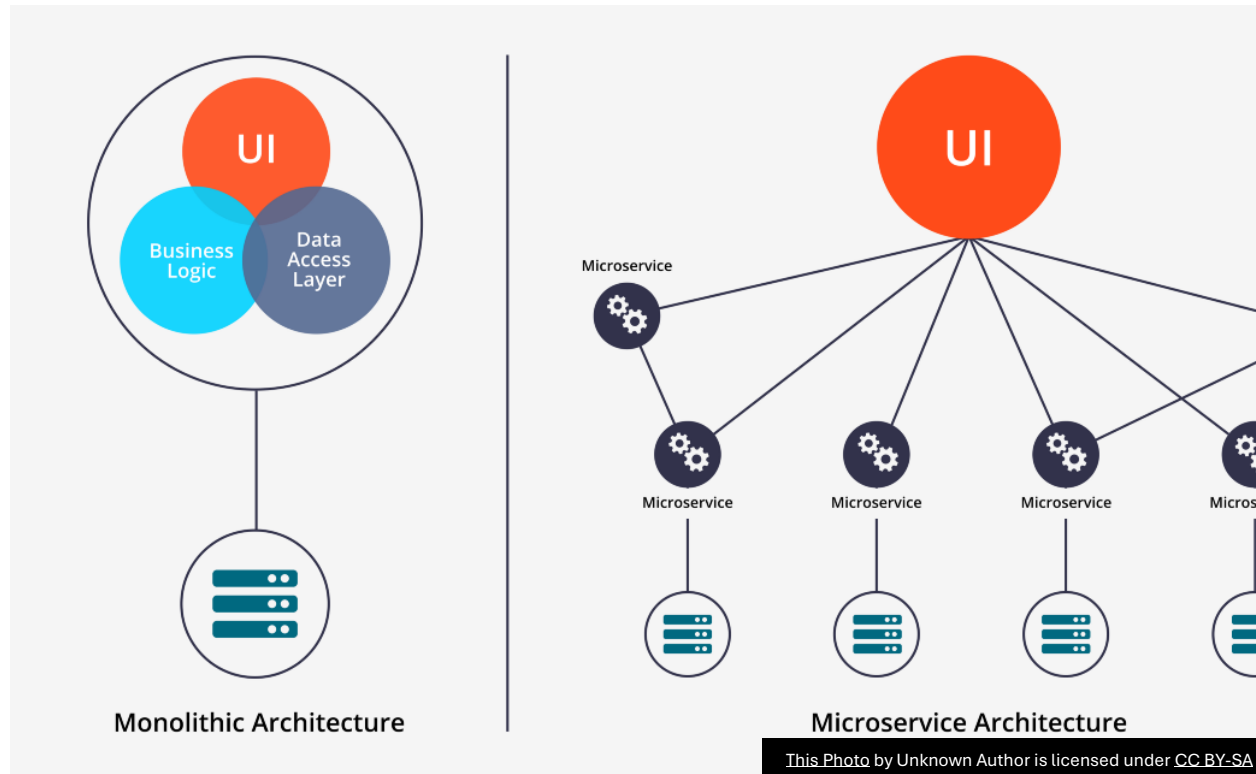 UI
Business
Logic
Data
Access
Layer
Monolithic Architecture
UI
Microservice
Microservice
Microservice
Microservice
Micros
Microservice Architecture
This Photo by Unknown Author is licensed under CC BY-SA